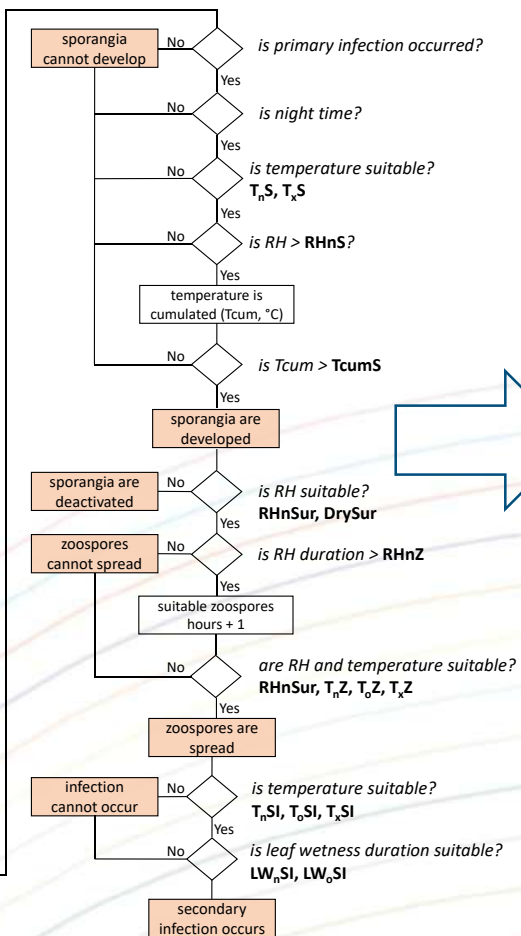 sporangia
cannot develop
No
is primary infection occurred?
Yes
No
is night time?
Yes
is temperature suitable?
No
TnS, TxS
Yes
No
is RH > RHnS?
Yes
temperature is
cumulated (Tcum, °C)
No
is Tcum > TcumS
Yes
sporangia are
developed
sporangia are
deactivated
No
is RH suitable?
RHnSur, DrySur
Yes
zoospores
cannot spread
No
is RH duration > RHnZ
Yes
suitable zoospores
hours + 1
No
are RH and temperature suitable?
RHnSur, TnZ, ToZ, TxZ
Yes
zoospores are
spread
infection
cannot occur
No
is temperature suitable?
TnSI, ToSI, TxSI
Yes
No
is leaf wetness duration suitable?
LWnSI, LWoSI
Yes
secondary
infection occurs